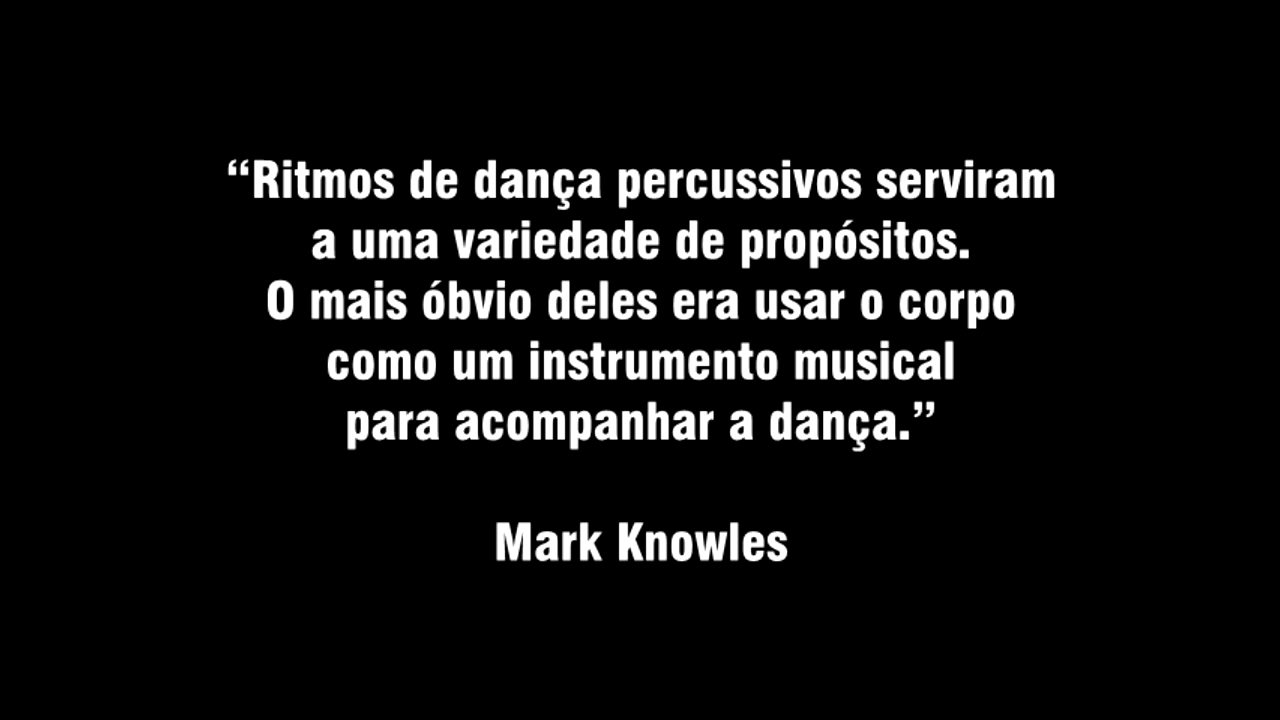 “Ritmos de dança percussivos serviram
a uma variedade de propósitos.
O mais óbvio deles era usar o corpo
como um instrumento musical
para acompanhar a dança.”
Mark Knowles